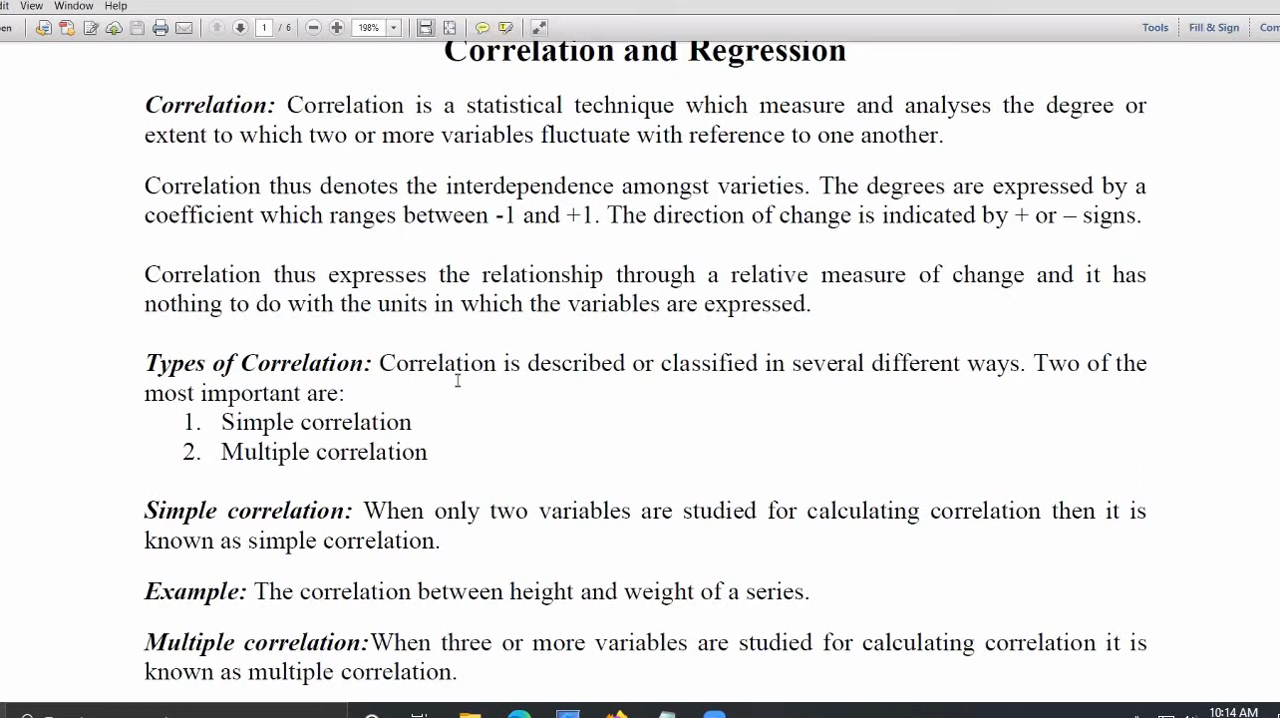 dit View Window Help
pen 1 / 6 198% Tools Fill & Sign Com
Correlation and Regression
Correlation: Correlation is a statistical technique which measure and analyses the degree or
extent to which two or more variables fluctuate with reference to one another.
Correlation thus denotes the interdependence amongst varieties. The degrees are expressed by a
coefficient which ranges between -1 and +1. The direction of change is indicated by + or – signs.
Correlation thus expresses the relationship through a relative measure of change and it has
nothing to do with the units in which the variables are expressed.
Types of Correlation: Correlation is described or classified in several different ways. Two of the
most important are:
1. Simple correlation
2. Multiple correlation
Simple correlation: When only two variables are studied for calculating correlation then it is
known as simple correlation.
Example: The correlation between height and weight of a series.
Multiple correlation:When three or more variables are studied for calculating correlation it is
known as multiple correlation.
10:14 AM